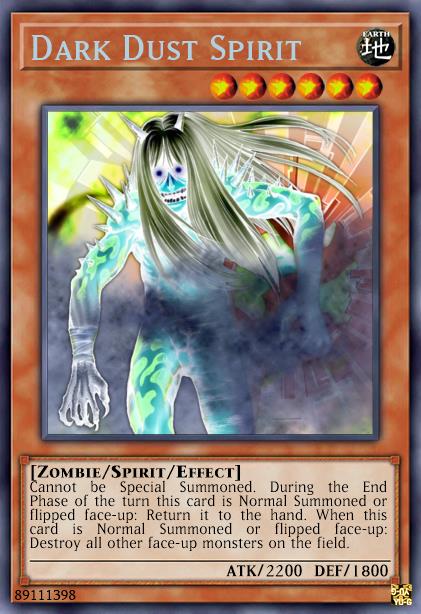 Dark Dust Spirit
EARTH
地
[Zombie/Spirit/Effect]
Cannot be Special Summoned. During the End
Phase of the turn this card is Normal Summoned or
flipped face-up: Return it to the hand. When this
card is Normal Summoned or flipped face-up:
Destroy all other face-up monsters on the field.
ATK/2200 DEF/1800
89111398